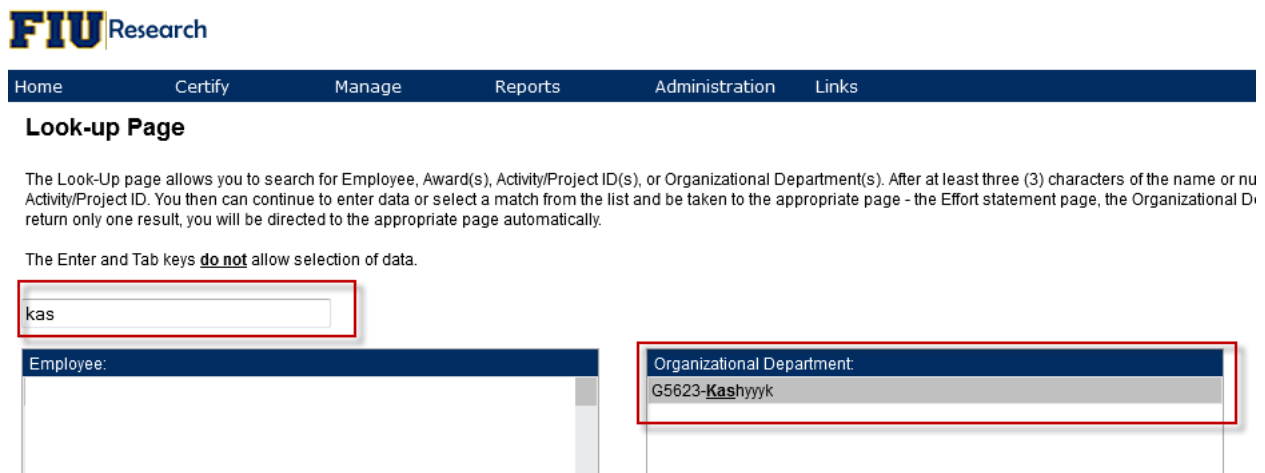 FIU Research
Home Certify Manage Reports Administration Links
Look-up Page
The Look-Up page allows you to search for Employee, Award(s), Activity/Project ID(s), or Organizational Department(s). After at least three (3) characters of the name or nu
Activity/Project ID. You then can continue to enter data or select a match from the list and be taken to the appropriate page - the Effort statement page, the Organizational D
return only one result, you will be directed to the appropriate page automatically.
The Enter and Tab keys do not allow selection of data.
kas
Employee:
Organizational Department:
G5623-Kashyyyk